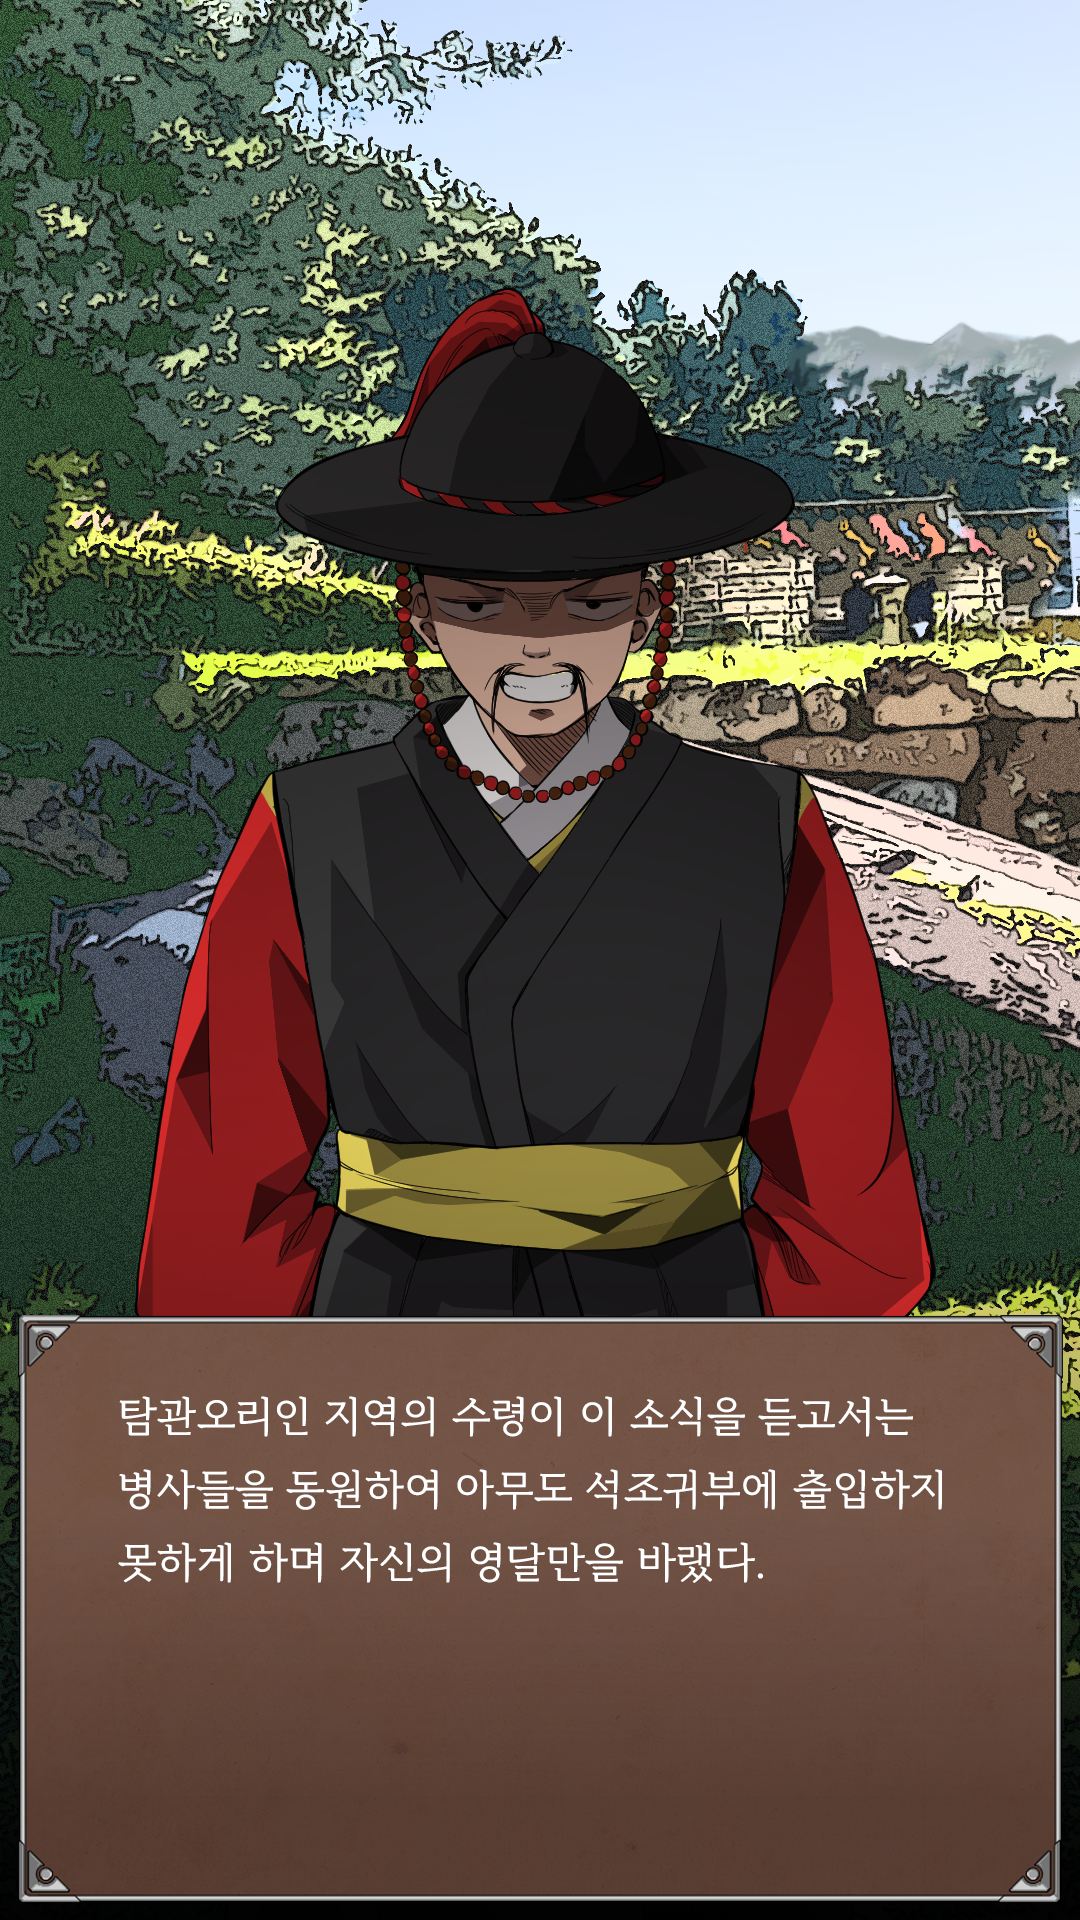 탐관오리인 지역의 수령이 이 소식을 듣고서는
병사들을 동원하여 아무도 석조귀부에 출입하지
못하게 하며 자신의 영달만을 바랬다.